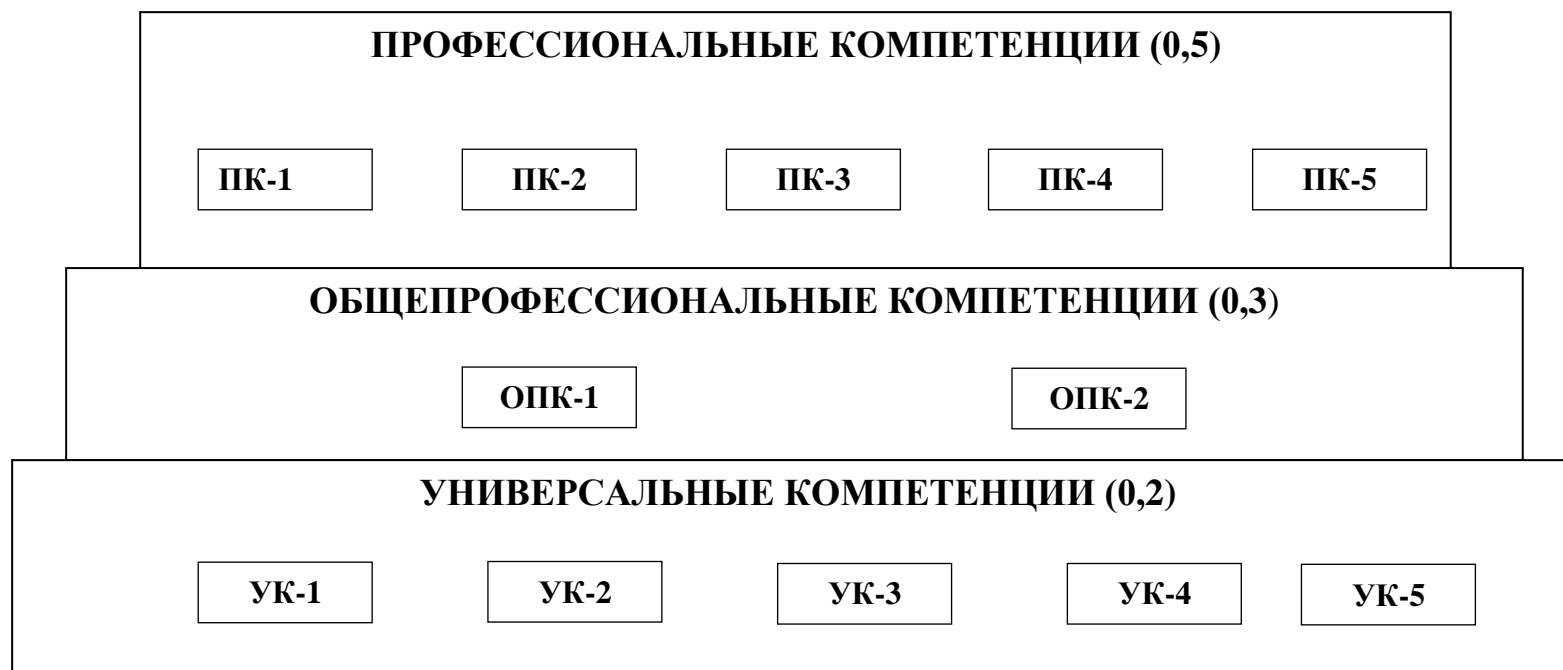 ПРОФЕССИОНАЛЬНЫЕ КОМПЕТЕНЦИИ (0,5)
ПК-1 ПК-2 ПК-3 ПК-4 ПК-5
ОБЩЕПРОФЕССИОНАЛЬНЫЕ КОМПЕТЕНЦИИ (0,3)
ОПК-1 ОПК-2
УНИВЕРСАЛЬНЫЕ КОМПЕТЕНЦИИ (0,2)
УК-1 УК-2 УК-3 УК-4 УК-5